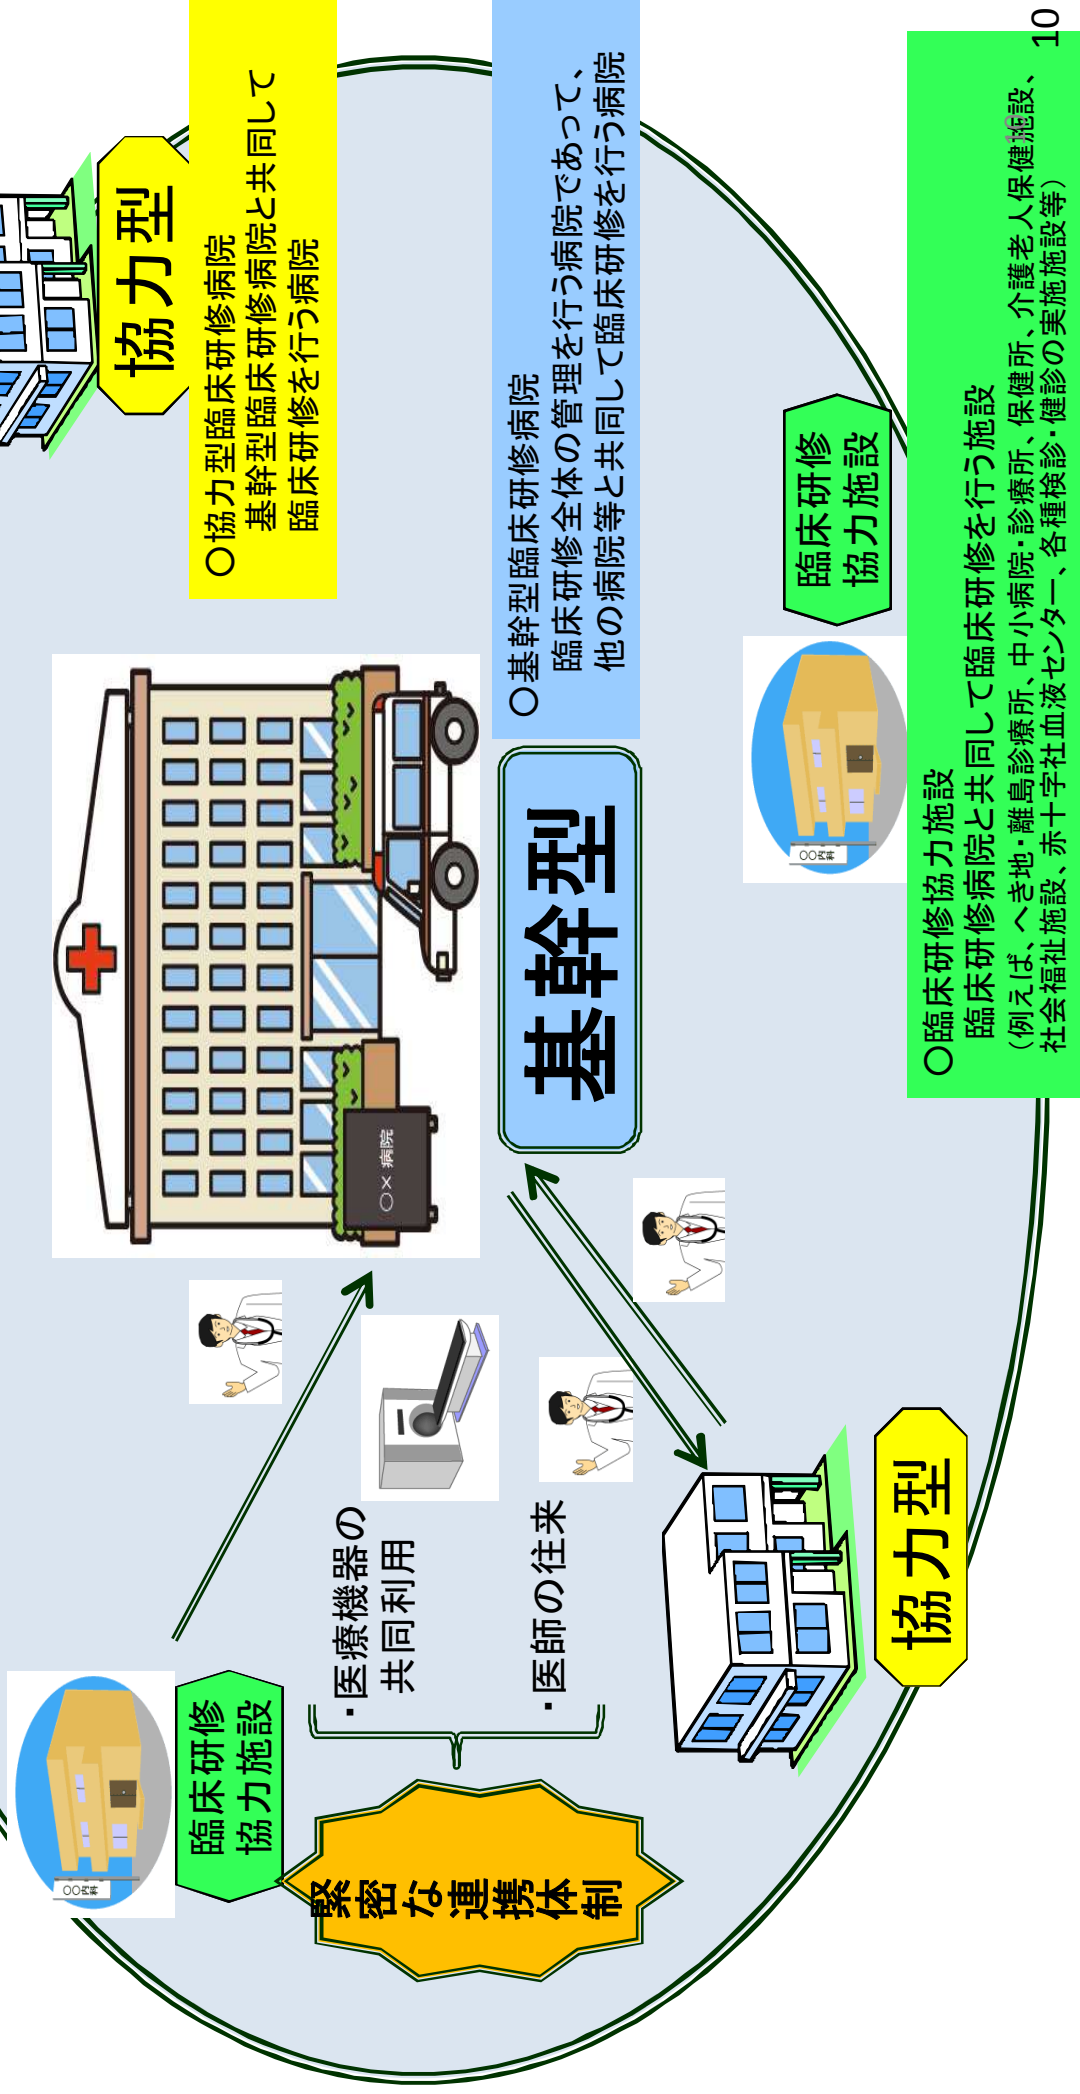 協力型
○協力型臨床研修病院
基幹型臨床研修病院と共同して
臨床研修を行う病院
○×病院
基幹型
○基幹型臨床研修病院
臨床研修全体の管理を行う病院であって、
他の病院等と共同して臨床研修を行う病院
臨床研修
協力施設
○○内科
緊密な連携体制
・医療機器の
共同利用
・医師の往来
協力型
臨床研修
協力施設
○○内科
○臨床研修協力施設
臨床研修病院と共同して臨床研修を行う施設
（例えば、へき地・離島診療所、中小病院・診療所、保健所、介護老人保健施設、
社会福祉施設、赤十字社血液センター、各種検診・健診の実施施設等）
10